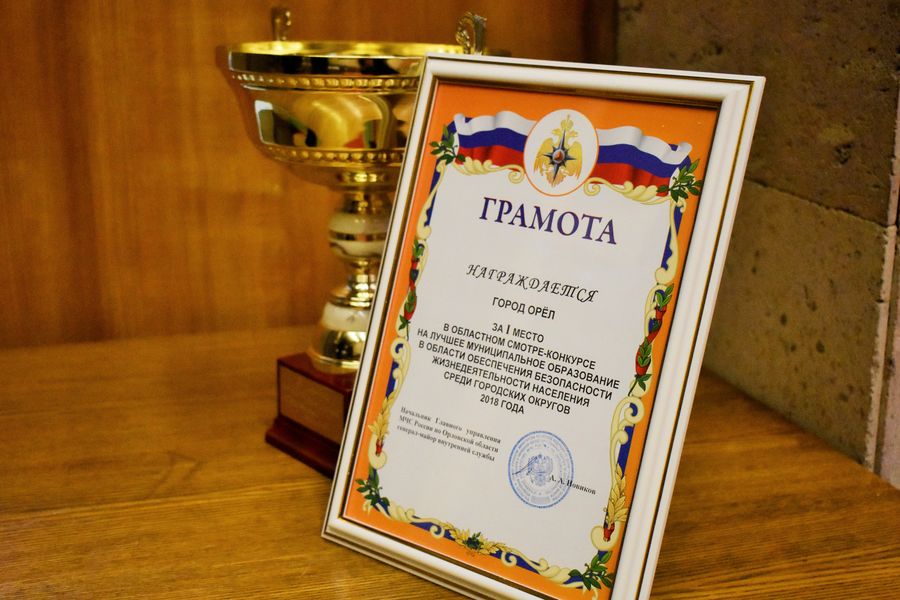 ГРАМОТА
НАГРАЖДАЕТСЯ
ГОРОД ОРЁЛ
ЗА I МЕСТО
В ОБЛАСТНОМ СМОТРЕ-КОНКУРСЕ
НА ЛУЧШЕЕ МУНИЦИПАЛЬНОЕ ОБРАЗОВАНИЕ
В ОБЛАСТИ ОБЕСПЕЧЕНИЯ БЕЗОПАСНОСТИ
ЖИЗНЕДЕЯТЕЛЬНОСТИ НАСЕЛЕНИЯ
СРЕДИ ГОРОДСКИХ ОКРУГОВ
2018 ГОДА
Начальник Главного управления
МЧС России по Орловской области
генерал-майор внутренней службы
А. А. Новиков